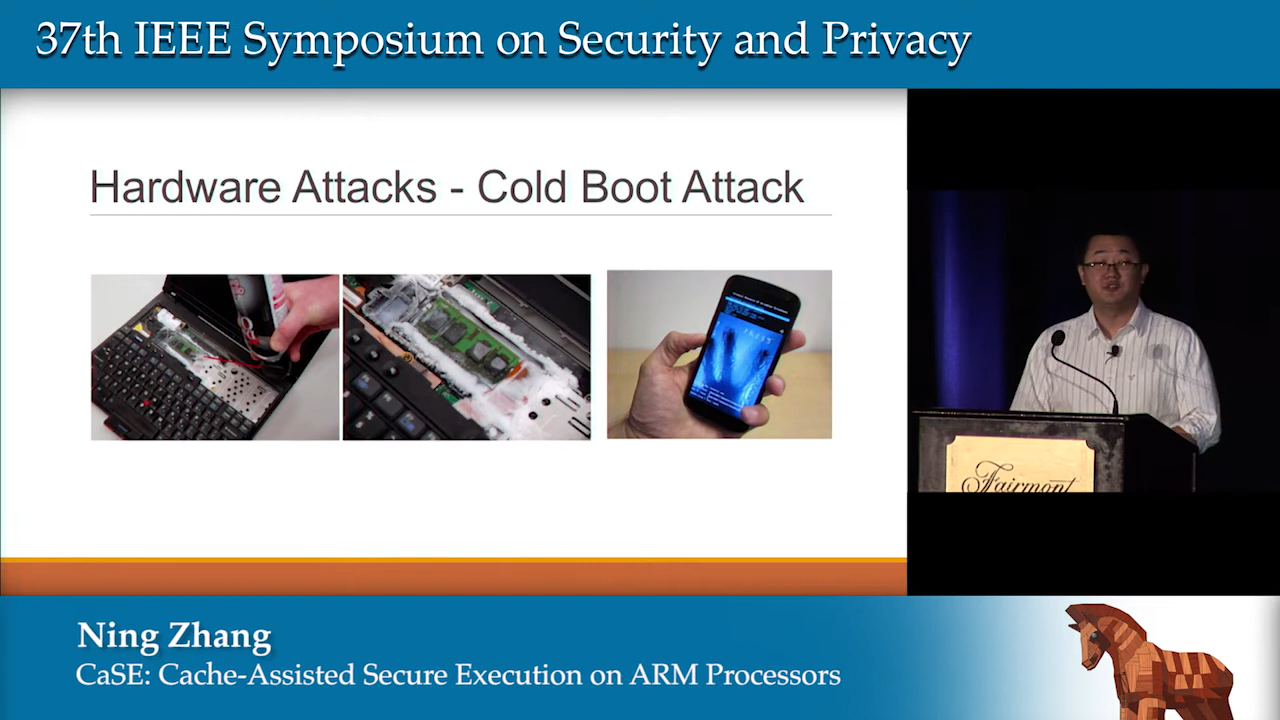 37th IEEE Symposium on Security and Privacy
Hardware Attacks - Cold Boot Attack
Fairmont
Ning Zhang
CaSE: Cache-Assisted Secure Execution on ARM Processors